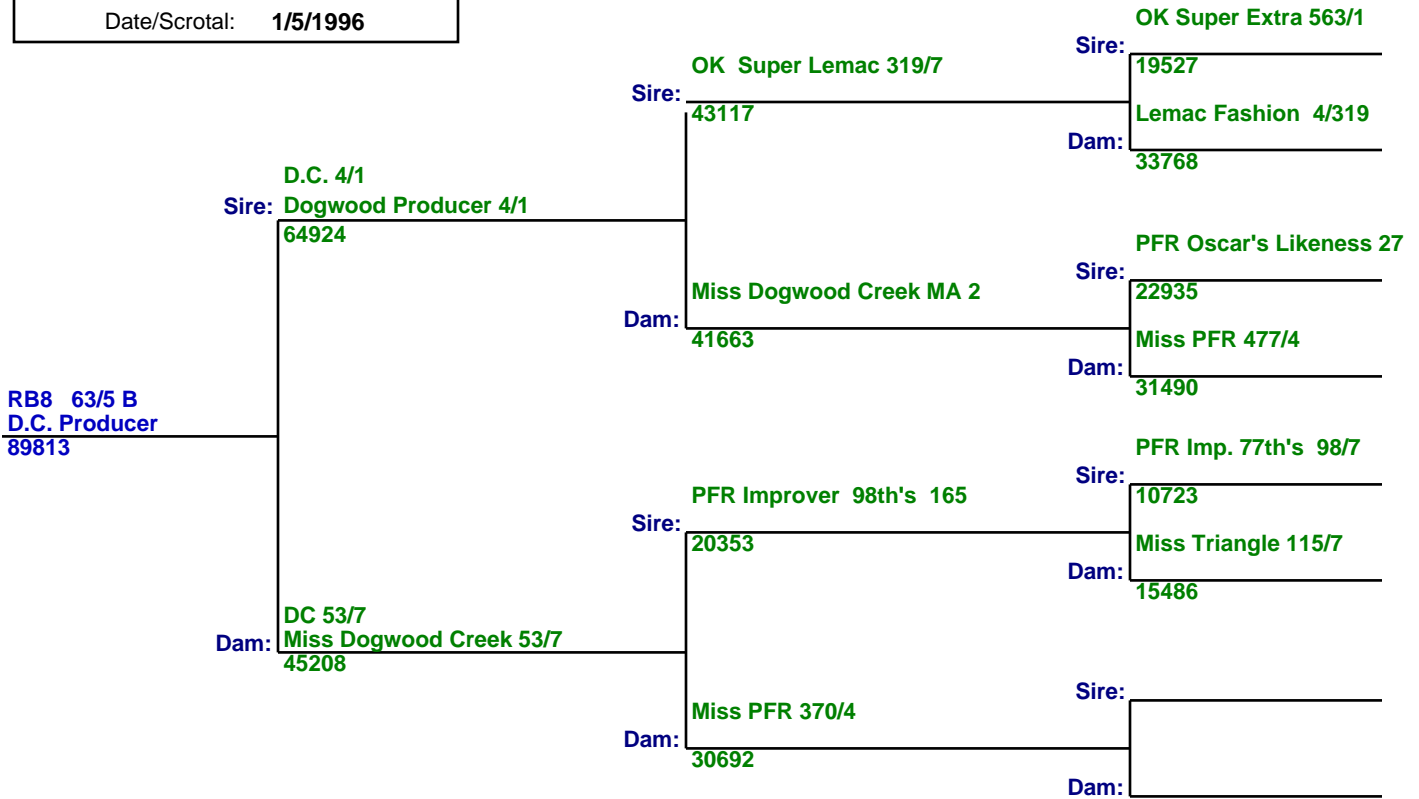 Date/Scrotal: 1/5/1996
OK Super Extra 563/1
Sire:
19527
OK  Super Lemac 319/7
Sire:
43117
Lemac Fashion  4/319
Dam:
33768
D.C. 4/1
Sire: Dogwood Producer 4/1
64924
PFR Oscar's Likeness 27
Sire:
22935
Miss Dogwood Creek MA 2
Dam:
41663
Miss PFR 477/4
Dam:
31490
RB8   63/5 B
D.C. Producer
89813
PFR Imp. 77th's  98/7
Sire:
10723
PFR Improver  98th's  165
Sire:
20353
Miss Triangle 115/7
Dam:
15486
DC 53/7
Dam: Miss Dogwood Creek 53/7
45208
Sire:
Miss PFR 370/4
Dam:
30692
Dam: